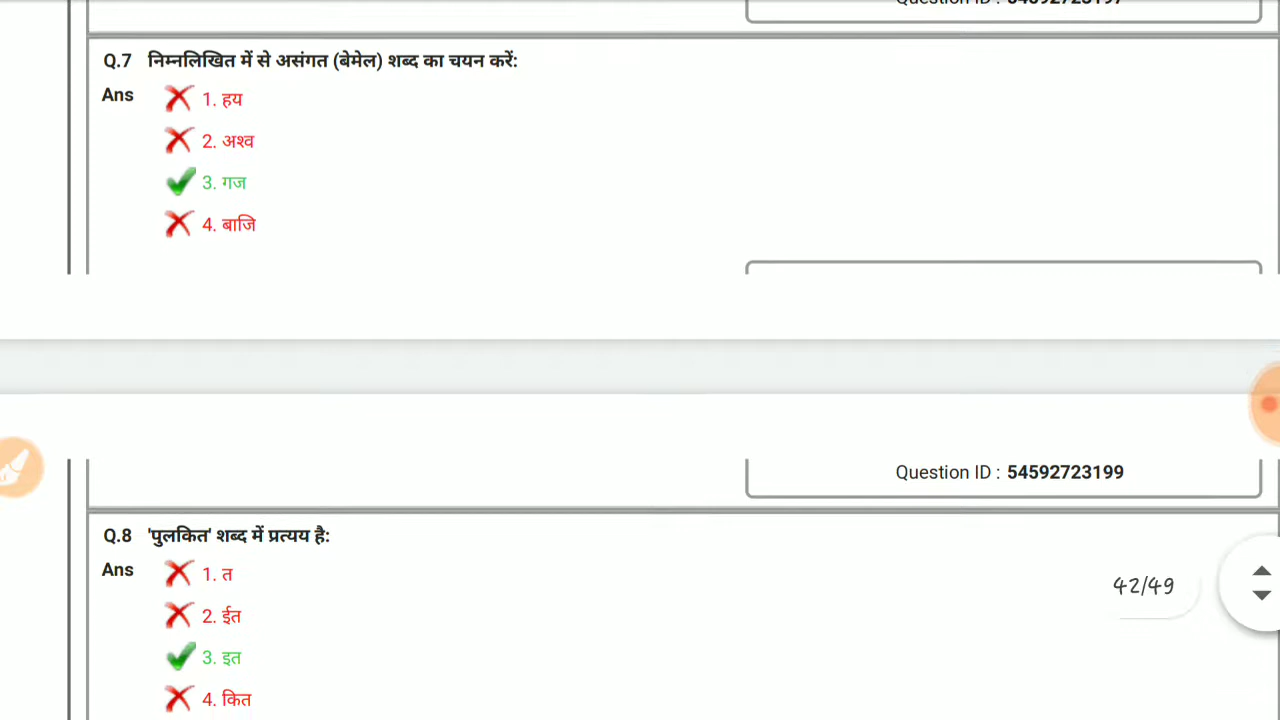 Q.7 निम्नलिखित में से असंगत (बेमेल) शब्द का चयन करें:
Ans
1. हय
2. अश्व
3. गज
4. बाजि
Question ID : 54592723199
Q.8 'पुलकित' शब्द में प्रत्यय है:
Ans
1. त
2. ईत
3. इत
4. कित
42/49